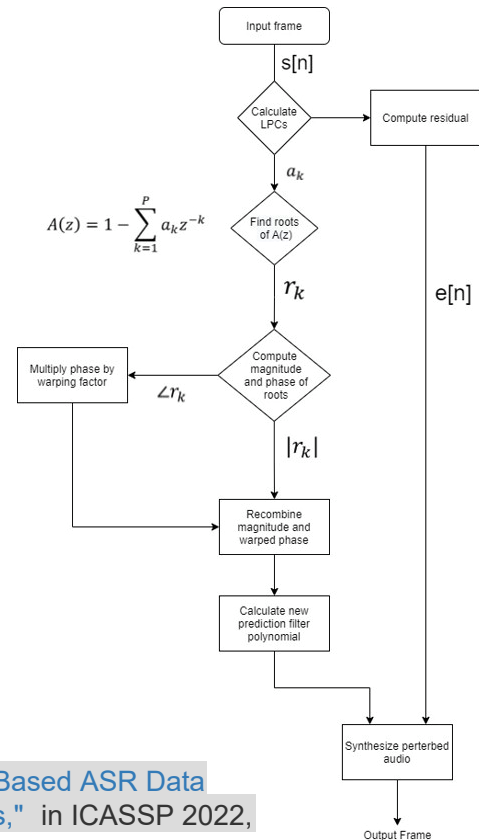 Input frame
s[n]
Calculate
LPCs
Compute residual
a_k
A(z) = 1 − \sum_{k=1}^{P} a_k z^{-k}
Find roots
of A(z)
r_k
e[n]
Compute
magnitude
and phase of
roots
Multiply phase by
warping factor
∠r_k
|r_k|
Recombine
magnitude and
warped phase
Calculate new
prediction filter
polynomial
Synthesize perterbed
audio
Based ASR Data
s," in ICASSP 2022,
Output Frame